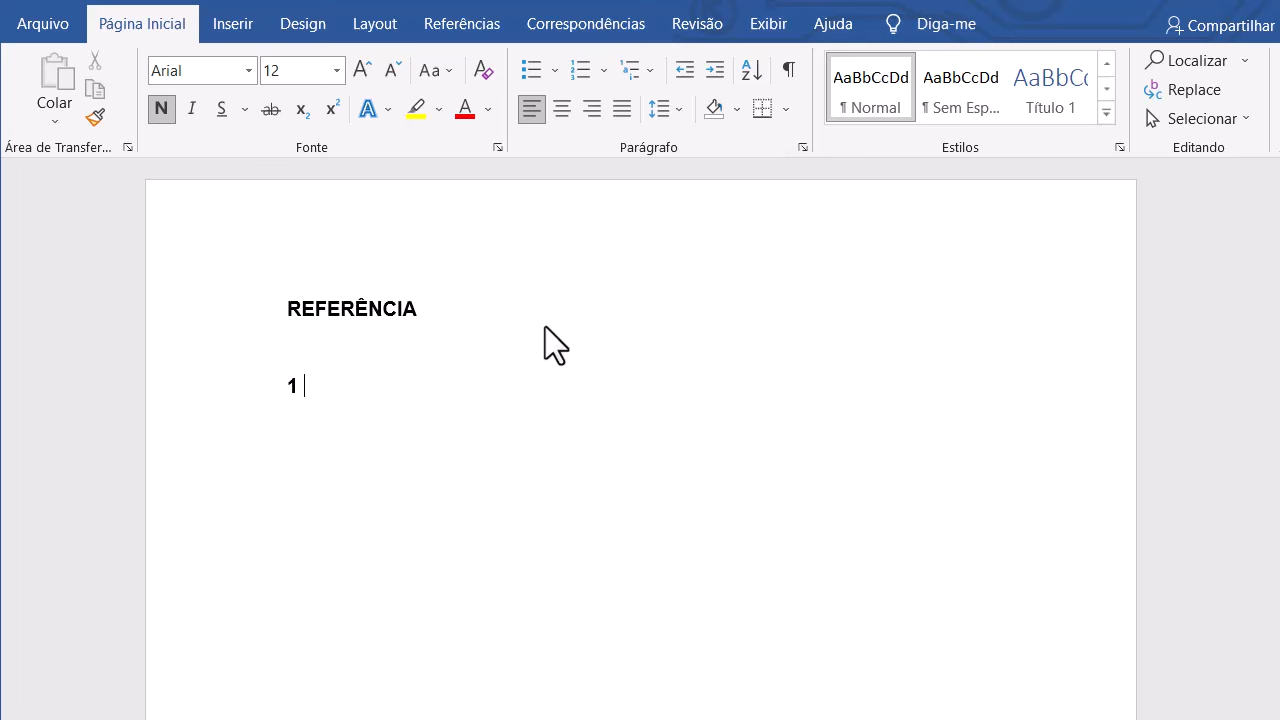 Arquivo Página Inicial Inserir Design Layout Referências Correspondências Revisão Exibir Ajuda Diga-me Compartilhar
Colar
Área de Transfer...
Arial 12 Aa
N I S ab x₂ x² A A
Fonte
Parágrafo
AaBbCcDd AaBbCcDd AaBbCc
¶ Normal ¶ Sem Esp... Título 1
Estilos
Localizar
Replace
Selecionar
Editando
REFERÊNCIA
1